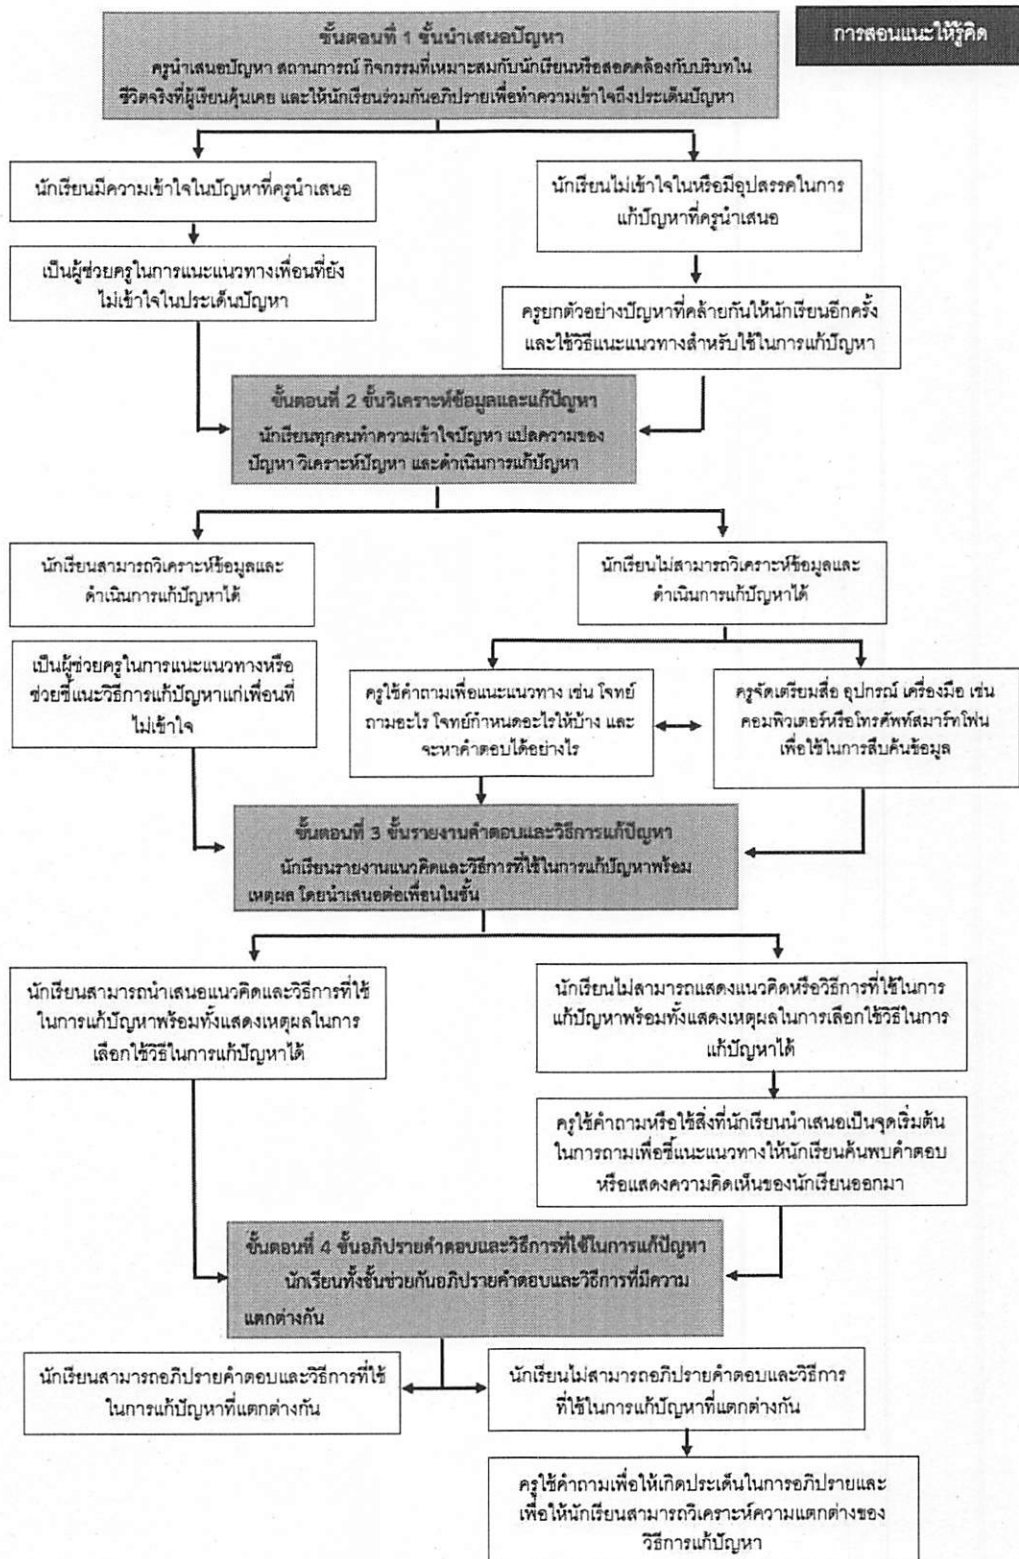 การสอนแนะให้รู้คิด
ขั้นตอนที่ 1 ขั้นนำเสนอปัญหา
ครูนำเสนอปัญหา สถานการณ์ กิจกรรมที่เหมาะสมกับนักเรียนหรือสอดคล้องกับบริบทใน
ชีวิตจริงที่ผู้เรียนคุ้นเคย และให้นักเรียนร่วมกันอภิปรายเพื่อทำความเข้าใจถึงประเด็นปัญหา
นักเรียนมีความเข้าใจในปัญหาที่ครูนำเสนอ
นักเรียนไม่เข้าใจในหรือมีอุปสรรคในการ
แก้ปัญหาที่ครูนำเสนอ
เป็นผู้ช่วยครูในการแนะแนวทางเพื่อนที่ยัง
ไม่เข้าใจในประเด็นปัญหา
ครูยกตัวอย่างปัญหาที่คล้ายกันให้นักเรียนอีกครั้ง
และใช้วิธีแนะแนวทางสำหรับใช้ในการแก้ปัญหา
ขั้นตอนที่ 2 ขั้นวิเคราะห์ข้อมูลและแก้ปัญหา
นักเรียนทุกคนทำความเข้าใจปัญหา แปลความของ
ปัญหา วิเคราะห์ปัญหา และดำเนินการแก้ปัญหา
นักเรียนสามารถวิเคราะห์ข้อมูลและ
ดำเนินการแก้ปัญหาได้
นักเรียนไม่สามารถวิเคราะห์ข้อมูลและ
ดำเนินการแก้ปัญหาได้
เป็นผู้ช่วยครูในการแนะแนวทางหรือ
ช่วยชี้แนะวิธีการแก้ปัญหาแก่เพื่อนที่
ไม่เข้าใจ
ครูใช้คำถามเพื่อแนะแนวทาง เช่น โจทย์
ถามอะไร โจทย์กำหนดอะไรให้บ้าง และ
จะหาคำตอบได้อย่างไร
ครูจัดเตรียมสื่อ อุปกรณ์ เครื่องมือ เช่น
คอมพิวเตอร์หรือโทรศัพท์สมาร์ทโฟน
เพื่อใช้ในการสืบค้นข้อมูล
ขั้นตอนที่ 3 ขั้นรายงานคำตอบและวิธีการแก้ปัญหา
นักเรียนรายงานแนวคิดและวิธีการที่ใช้ในการแก้ปัญหาพร้อม
เหตุผล โดยนำเสนอต่อเพื่อนในชั้น
นักเรียนสามารถนำเสนอแนวคิดและวิธีการที่ใช้
ในการแก้ปัญหาพร้อมทั้งแสดงเหตุผลในการ
เลือกใช้วิธีในการแก้ปัญหาได้
นักเรียนไม่สามารถแสดงแนวคิดหรือวิธีการที่ใช้ในการ
แก้ปัญหาพร้อมทั้งแสดงเหตุผลในการเลือกใช้วิธีในการ
แก้ปัญหาได้
ครูใช้คำถามหรือใช้สิ่งที่นักเรียนนำเสนอเป็นจุดเริ่มต้น
ในการถามเพื่อชี้แนะแนวทางให้นักเรียนค้นพบคำตอบ
หรือแสดงความคิดเห็นของนักเรียนออกมา
ขั้นตอนที่ 4 ขั้นอภิปรายคำตอบและวิธีการที่ใช้ในการแก้ปัญหา
นักเรียนทั้งชั้นช่วยกันอภิปรายคำตอบและวิธีการที่มีความ
แตกต่างกัน
นักเรียนสามารถอภิปรายคำตอบและวิธีการที่ใช้
ในการแก้ปัญหาที่แตกต่างกัน
นักเรียนไม่สามารถอภิปรายคำตอบและวิธีการ
ที่ใช้ในการแก้ปัญหาที่แตกต่างกัน
ครูใช้คำถามเพื่อให้เกิดประเด็นในการอภิปรายและ
เพื่อให้นักเรียนสามารถวิเคราะห์ความแตกต่างของ
วิธีการแก้ปัญหา